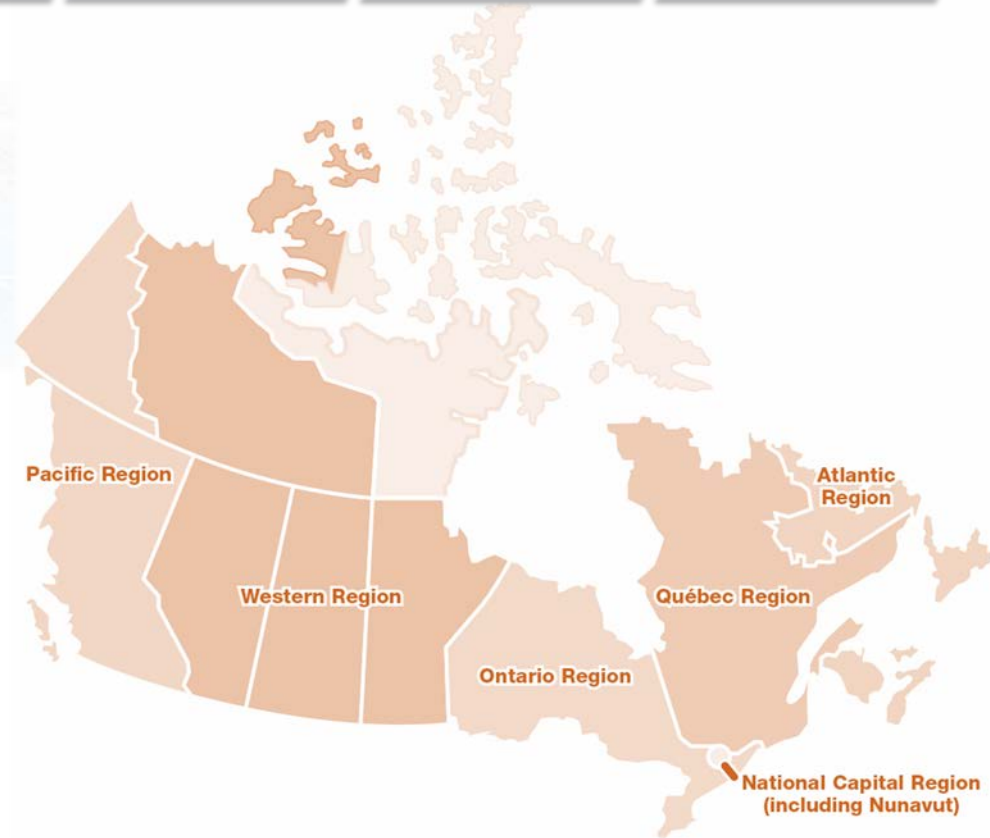 Pacific Region
Atlantic
Region
Western Region
Québec Region
Ontario Region
National Capital Region
(including Nunavut)